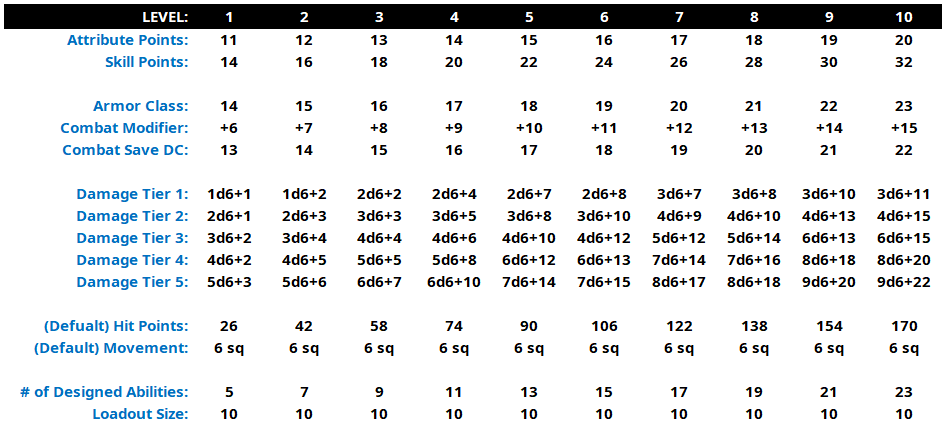 LEVEL: 1 2 3 4 5 6 7 8 9 10
Attribute Points: 11 12 13 14 15 16 17 18 19 20
Skill Points: 14 16 18 20 22 24 26 28 30 32
Armor Class: 14 15 16 17 18 19 20 21 22 23
Combat Modifier: +6 +7 +8 +9 +10 +11 +12 +13 +14 +15
Combat Save DC: 13 14 15 16 17 18 19 20 21 22
Damage Tier 1: 1d6+1 1d6+2 2d6+2 2d6+4 2d6+7 2d6+8 3d6+7 3d6+8 3d6+10 3d6+11
Damage Tier 2: 2d6+1 2d6+3 3d6+3 3d6+5 3d6+8 3d6+10 4d6+9 4d6+10 4d6+13 4d6+15
Damage Tier 3: 3d6+2 3d6+4 4d6+4 4d6+6 4d6+10 4d6+12 5d6+12 5d6+14 6d6+13 6d6+15
Damage Tier 4: 4d6+2 4d6+5 5d6+5 5d6+8 6d6+12 6d6+13 7d6+14 7d6+16 8d6+18 8d6+20
Damage Tier 5: 5d6+3 5d6+6 6d6+7 6d6+10 7d6+14 7d6+15 8d6+17 8d6+18 9d6+20 9d6+22
(Defualt) Hit Points: 26 42 58 74 90 106 122 138 154 170
(Default) Movement: 6 sq 6 sq 6 sq 6 sq 6 sq 6 sq 6 sq 6 sq 6 sq 6 sq
# of Designed Abilities: 5 7 9 11 13 15 17 19 21 23
Loadout Size: 10 10 10 10 10 10 10 10 10 10